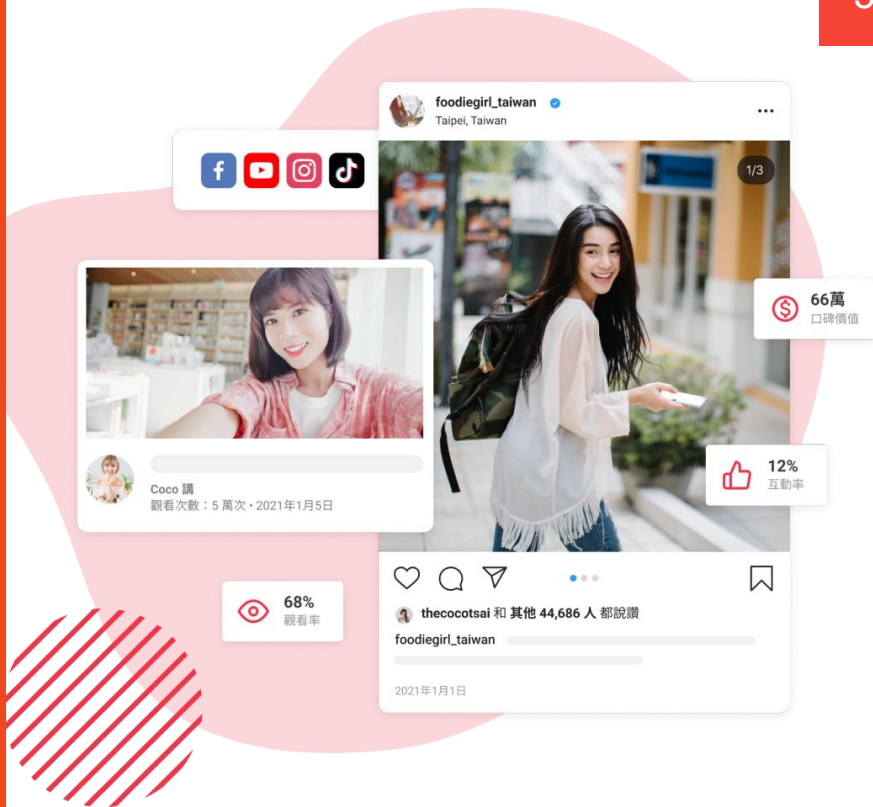 foodiegirl_taiwan
Taipei, Taiwan
1/3
66萬
口碑價值
Coco 講
觀看次數：5 萬次・2021年1月5日
12%
互動率
68%
觀看率
thecocotsai 和 其他 44,686 人 都說讚
foodiegirl_taiwan
2021年1月1日